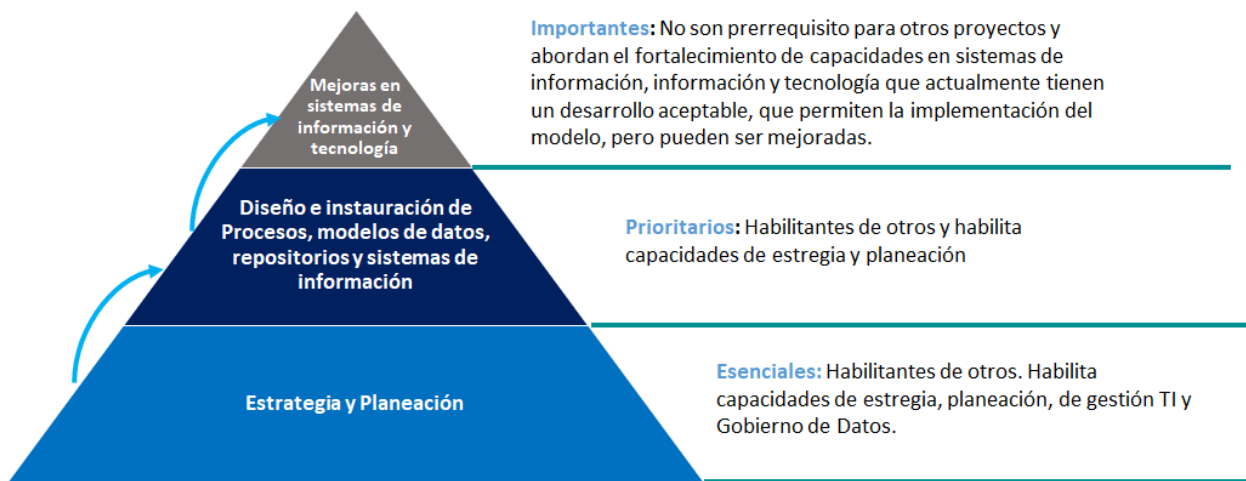 Importantes: No son prerrequisito para otros proyectos y
abordan el fortalecimiento de capacidades en sistemas de
información, información y tecnología que actualmente tienen
un desarrollo aceptable, que permiten la implementación del
modelo, pero pueden ser mejoradas.
Mejoras en
sistemas de
información y
tecnología
Diseño e instauración de
Procesos, modelos de datos,
repositorios y sistemas de
información
Prioritarios: Habilitantes de otros y habilita
capacidades de estregia y planeación
Estrategia y Planeación
Esenciales: Habilitantes de otros. Habilita
capacidades de estregia, planeación, de gestión TI y
Gobierno de Datos.